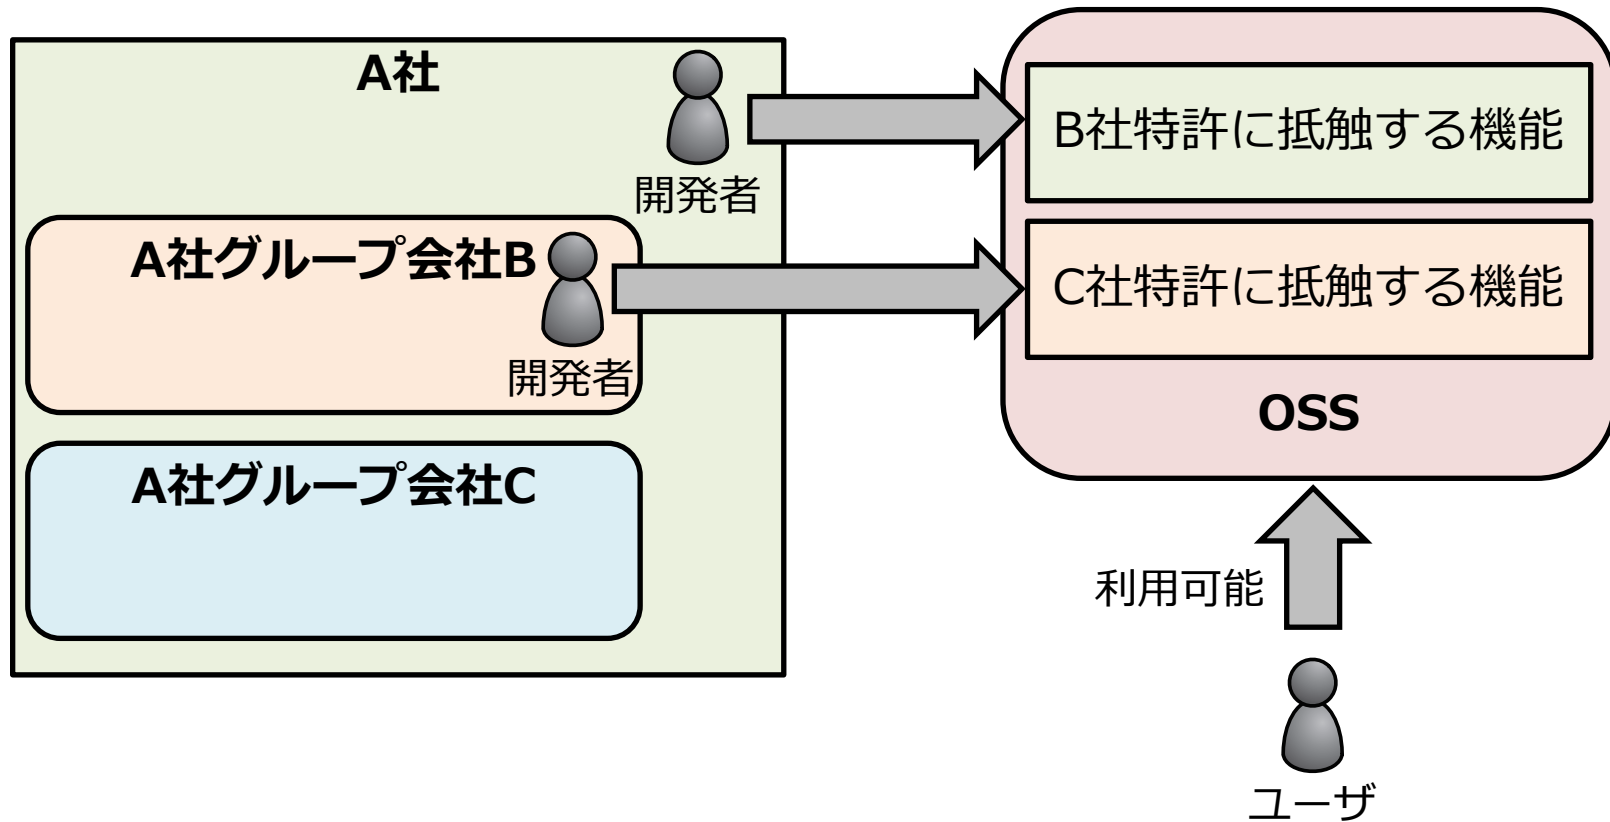 A社
開発者
B社特許に抵触する機能
A社グループ会社B
開発者
C社特許に抵触する機能
OSS
A社グループ会社C
利用可能
ユーザ